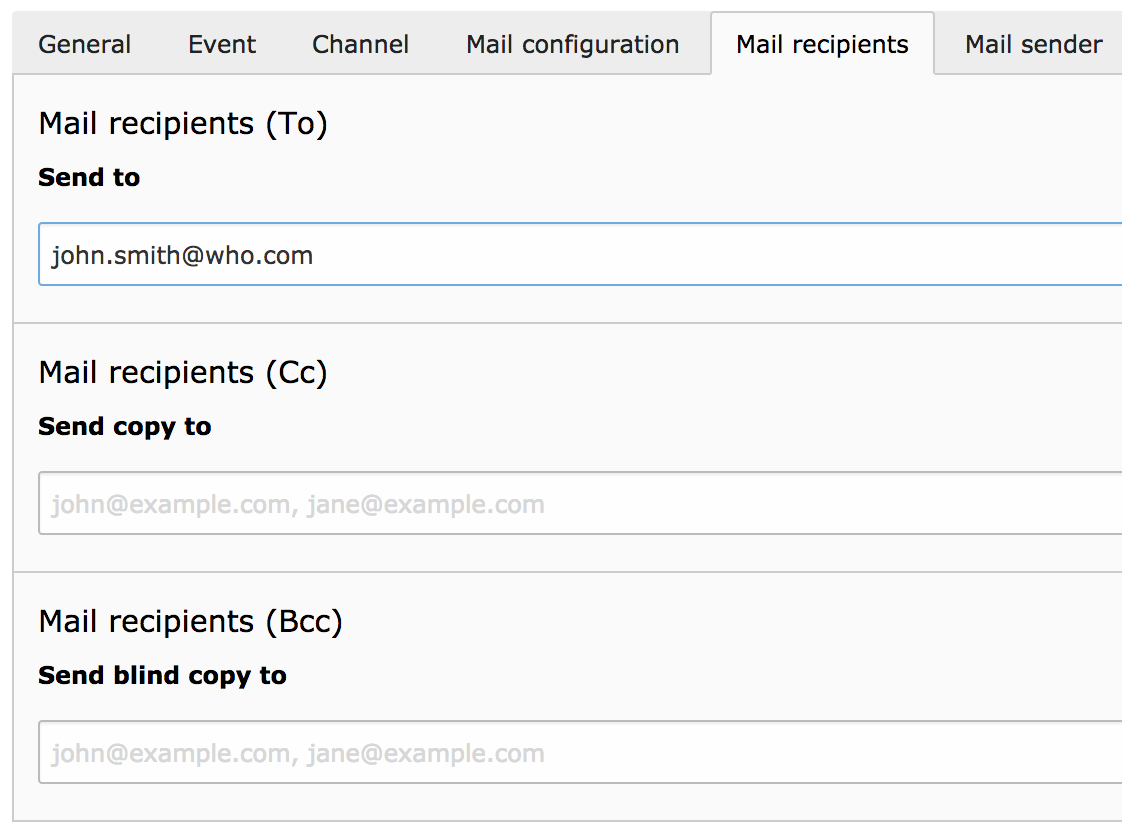 General Event Channel Mail configuration Mail recipients Mail sender
Mail recipients (To)
Send to
john.smith@who.com
Mail recipients (Cc)
Send copy to
john@example.com, jane@example.com
Mail recipients (Bcc)
Send blind copy to
john@example.com, jane@example.com